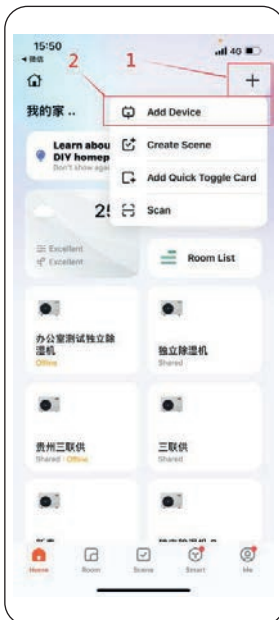 15:50
4G
◀ 微信
2
1
我的家 ..
Add Device
Create Scene
Add Quick Toggle Card
Scan
Learn abou
DIY homep
Don't show aga
Excellent
Excellent
Room List
办公室测试独立除
湿机
Offline
独立除湿机
Shared
贵州三联供
Shared · Offline
三联供
Shared
Home
Room
Scene
Smart
Me